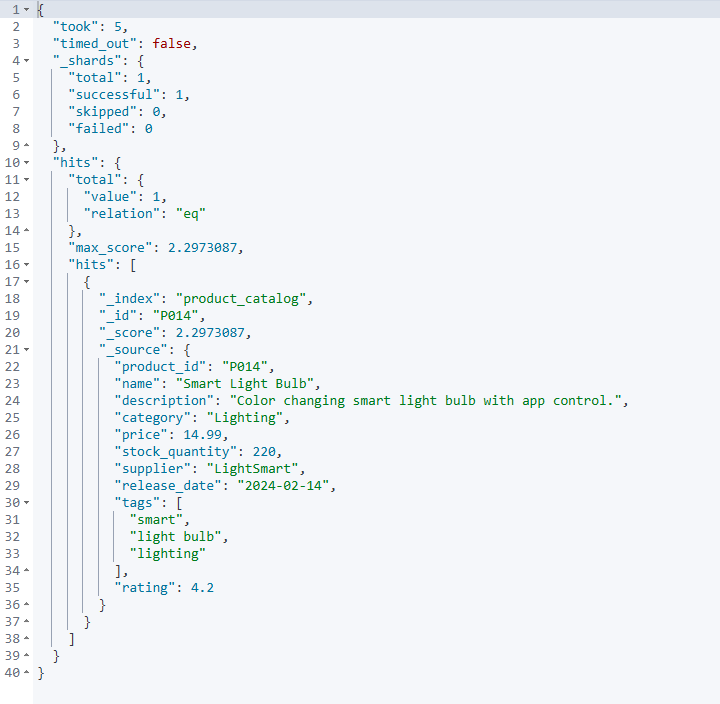 1 {
2 "took": 5,
3 "timed_out": false,
4 "_shards": {
5 "total": 1,
6 "successful": 1,
7 "skipped": 0,
8 "failed": 0
9 },
10 "hits": {
11 "total": {
12 "value": 1,
13 "relation": "eq"
14 },
15 "max_score": 2.2973087,
16 "hits": [
17 {
18 "_index": "product_catalog",
19 "_id": "P014",
20 "_score": 2.2973087,
21 "_source": {
22 "product_id": "P014",
23 "name": "Smart Light Bulb",
24 "description": "Color changing smart light bulb with app control.",
25 "category": "Lighting",
26 "price": 14.99,
27 "stock_quantity": 220,
28 "supplier": "LightSmart",
29 "release_date": "2024-02-14",
30 "tags": [
31 "smart",
32 "light bulb",
33 "lighting"
34 ],
35 "rating": 4.2
36 }
37 }
38 ]
39 }
40 }